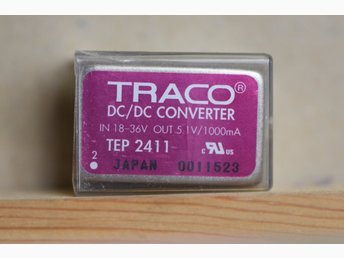 TRACO®
DC/DC CONVERTER
IN 18-36V OUT 5.1V/1000mA
TEP 2411
2
JAPAN 0011523